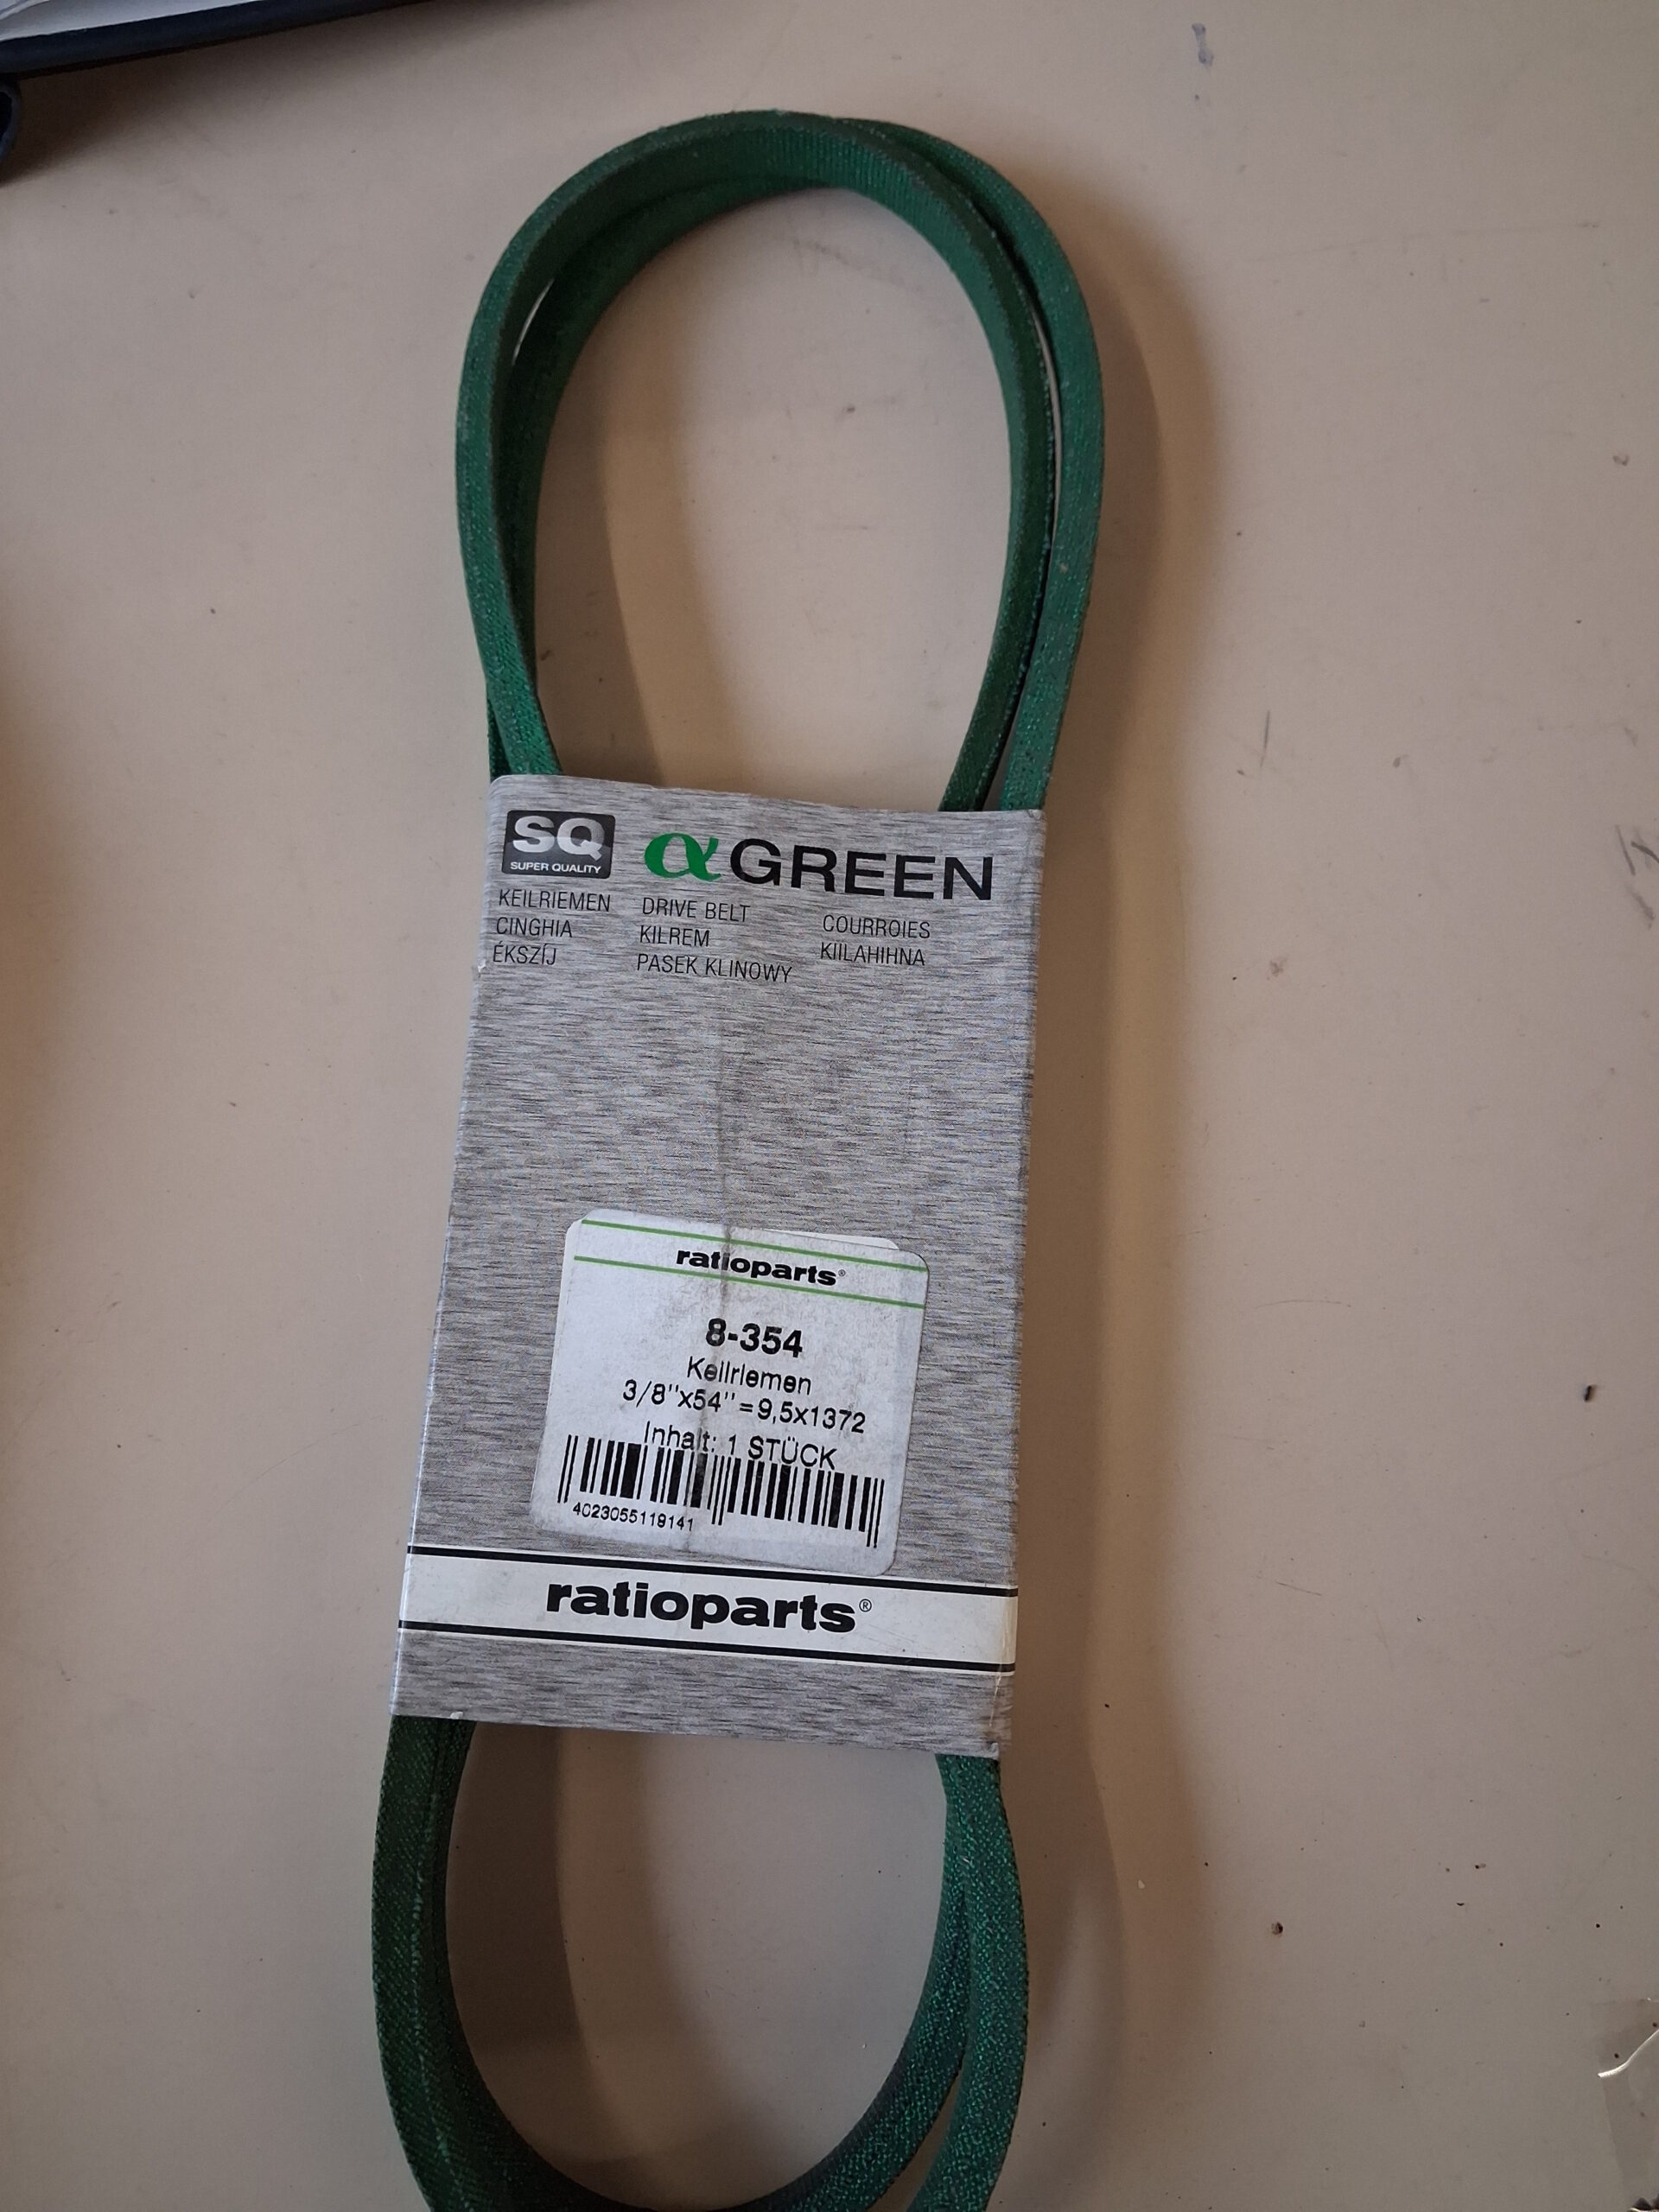 SQ
SUPER QUALITY
αGREEN
KEILRIEMEN
CINGHIA
ÉKSZÍJ
DRIVE BELT
KILREM
PASEK KLINOWY
COURROIES
KIILAHIHNA
ratioparts®
8-354
Keilriemen
3/8''x54''=9,5x1372
Inhalt: 1 STÜCK
4023055119141
ratioparts®